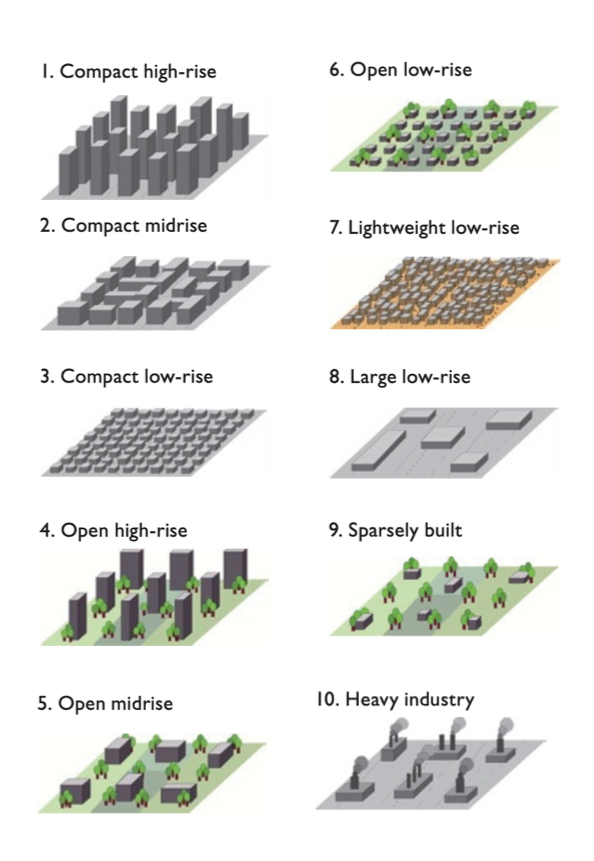 1. Compact high-rise
2. Compact midrise
3. Compact low-rise
4. Open high-rise
5. Open midrise
6. Open low-rise
7. Lightweight low-rise
8. Large low-rise
9. Sparsely built
10. Heavy industry